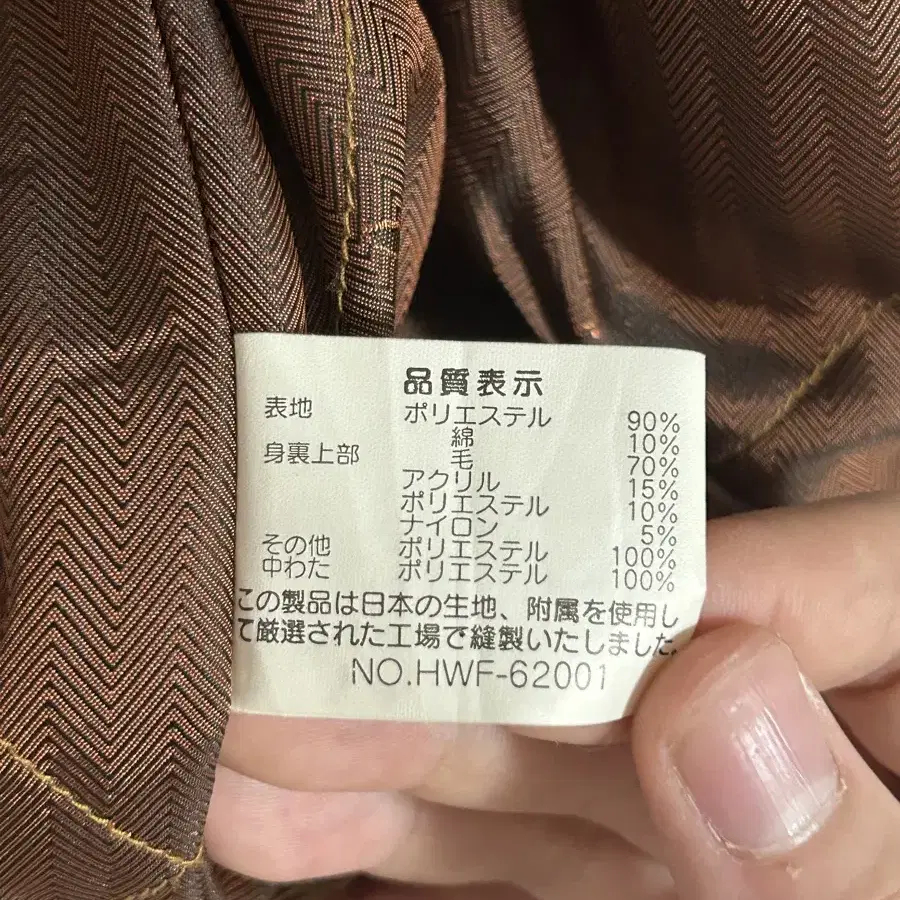 品質表示
表地 ポリエステル 90%
綿 10%
身裏上部 毛 70%
アクリル 15%
ポリエステル 10%
ナイロン 5%
その他 ポリエステル 100%
中わた ポリエステル 100%
この製品は日本の生地、附属を使用し
て厳選された工場で縫製いたしました。
NO.HWF-62001